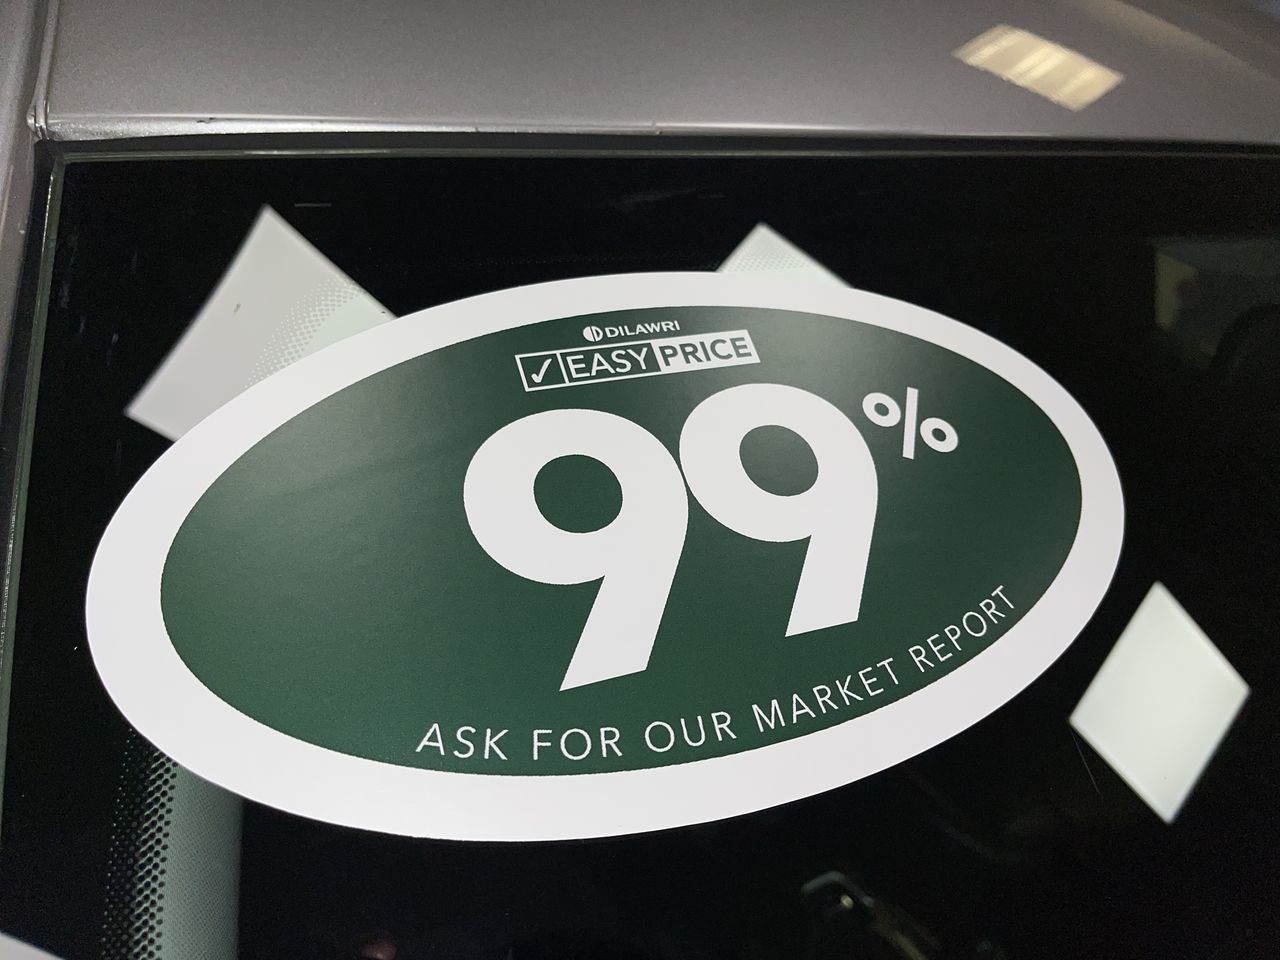 DILAWRI
✓ EASY PRICE
99%
ASK FOR OUR MARKET REPORT